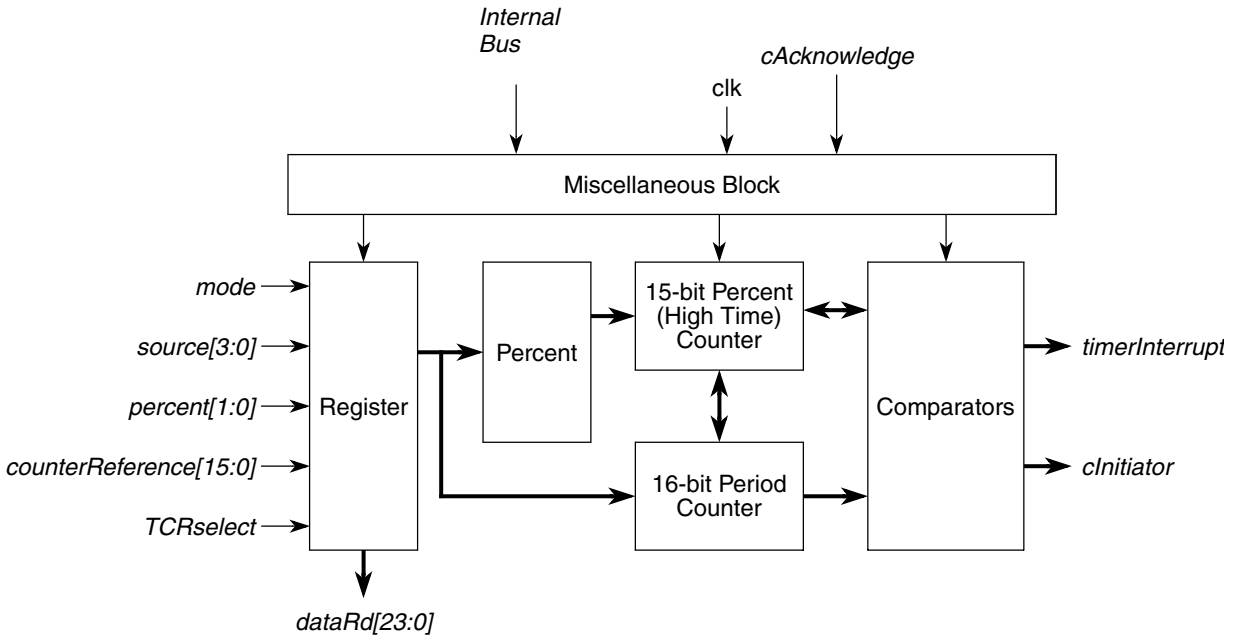 Internal
Bus
cAcknowledge
clk
Miscellaneous Block
mode
source[3:0]
percent[1:0]
counterReference[15:0]
TCRselect
Register
Percent
15-bit Percent
(High Time)
Counter
16-bit Period
Counter
Comparators
timerInterrupt
cInitiator
dataRd[23:0]